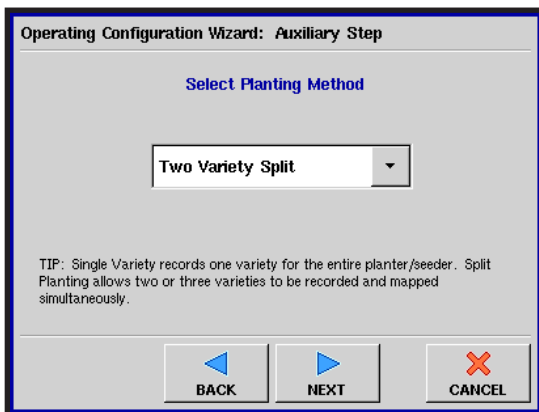 Operating Configuration Wizard: Auxiliary Step
Select Planting Method
Two Variety Split
TIP: Single Variety records one variety for the entire planter/seeder. Split
Planting allows two or three varieties to be recorded and mapped
simultaneously.
BACK NEXT CANCEL